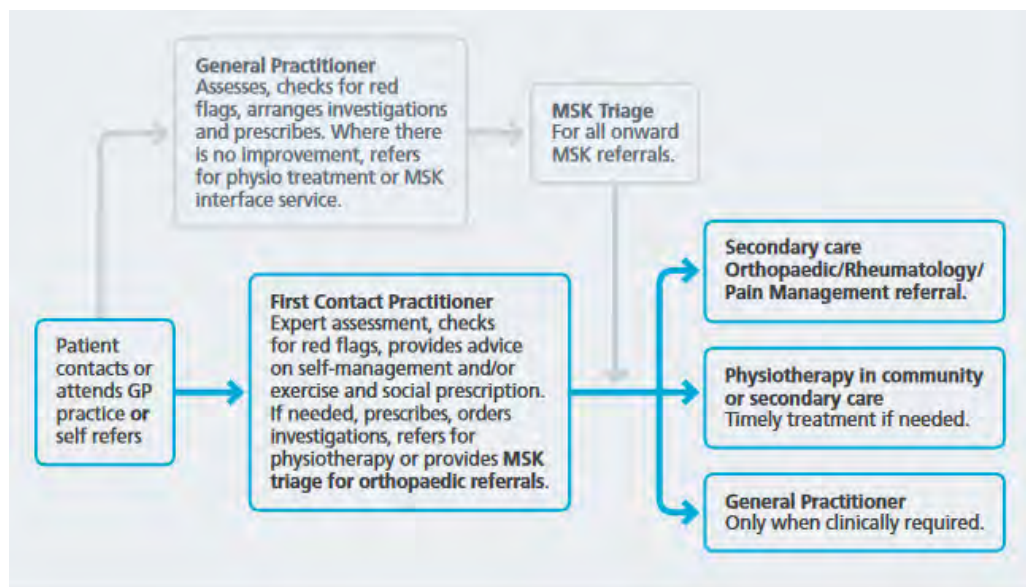 General Practitioner
Assesses, checks for red
flags, arranges investigations
and prescribes. Where there
is no improvement, refers
for physio treatment or MSK
interface service.
MSK Triage
For all onward
MSK referrals.
Patient
contacts or
attends GP
practice or
self refers
First Contact Practitioner
Expert assessment, checks
for red flags, provides advice
on self-management and/or
exercise and social prescription.
If needed, prescribes, orders
investigations, refers for
physiotherapy or provides MSK
triage for orthopaedic referrals.
Secondary care
Orthopaedic/Rheumatology/
Pain Management referral.
Physiotherapy in community
or secondary care
Timely treatment if needed.
General Practitioner
Only when clinically required.